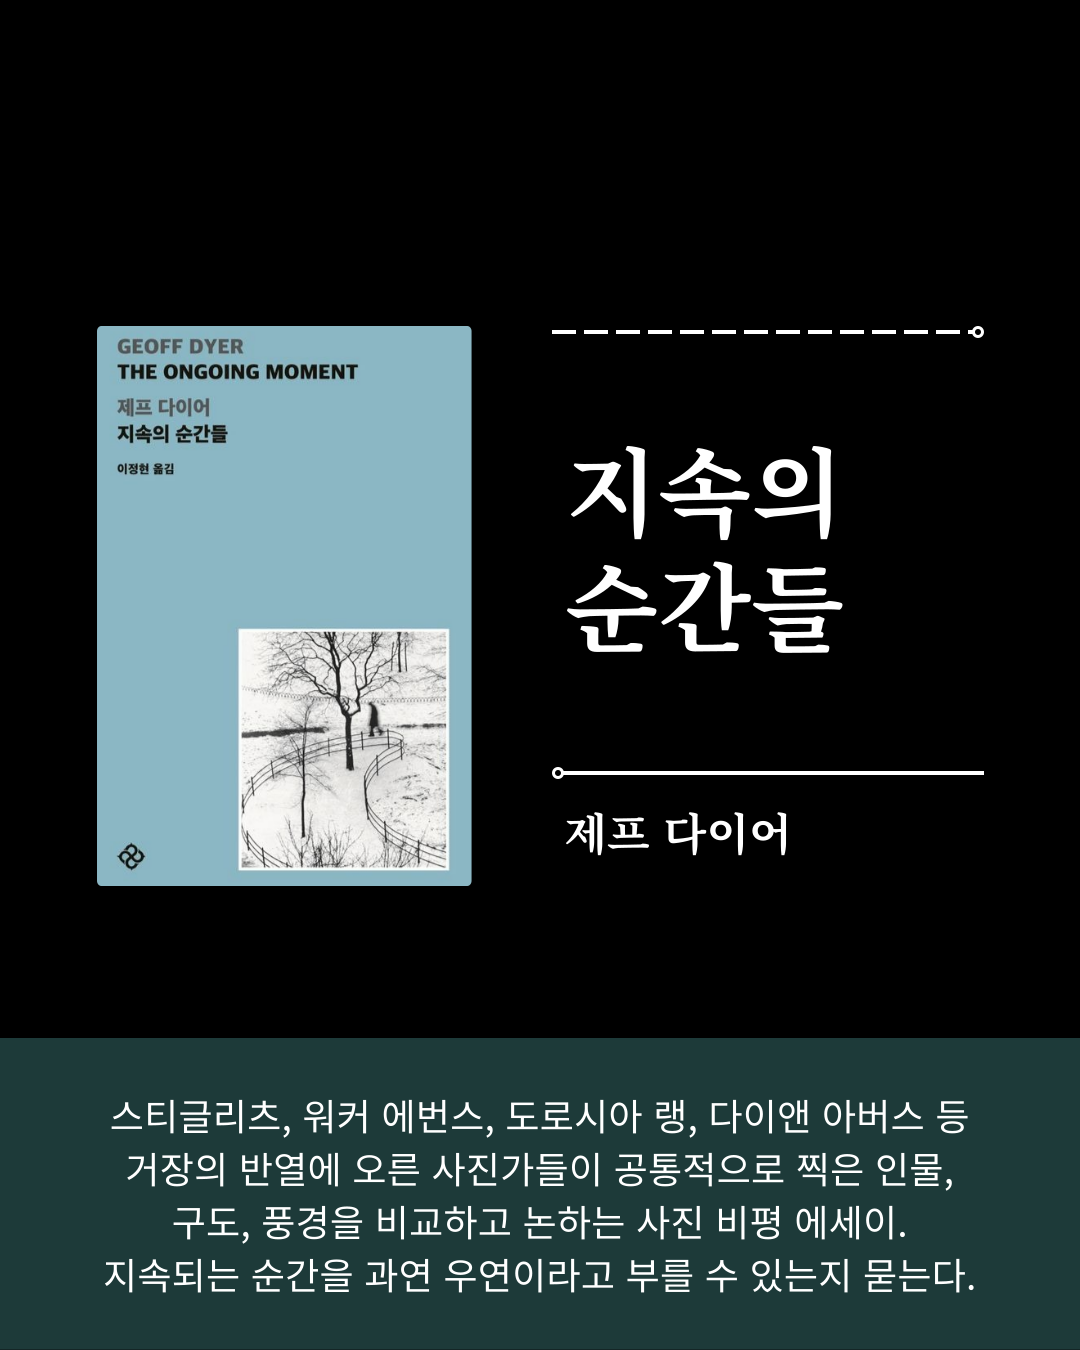 GEOFF DYER
THE ONGOING MOMENT
제프 다이어
지속의 순간들
이정현 옮김
지속의
순간들
제프 다이어
스티글리츠, 워커 에번스, 도로시아 랭, 다이앤 아버스 등
거장의 반열에 오른 사진가들이 공통적으로 찍은 인물,
구도, 풍경을 비교하고 논하는 사진 비평 에세이.
지속되는 순간을 과연 우연이라고 부를 수 있는지 묻는다.